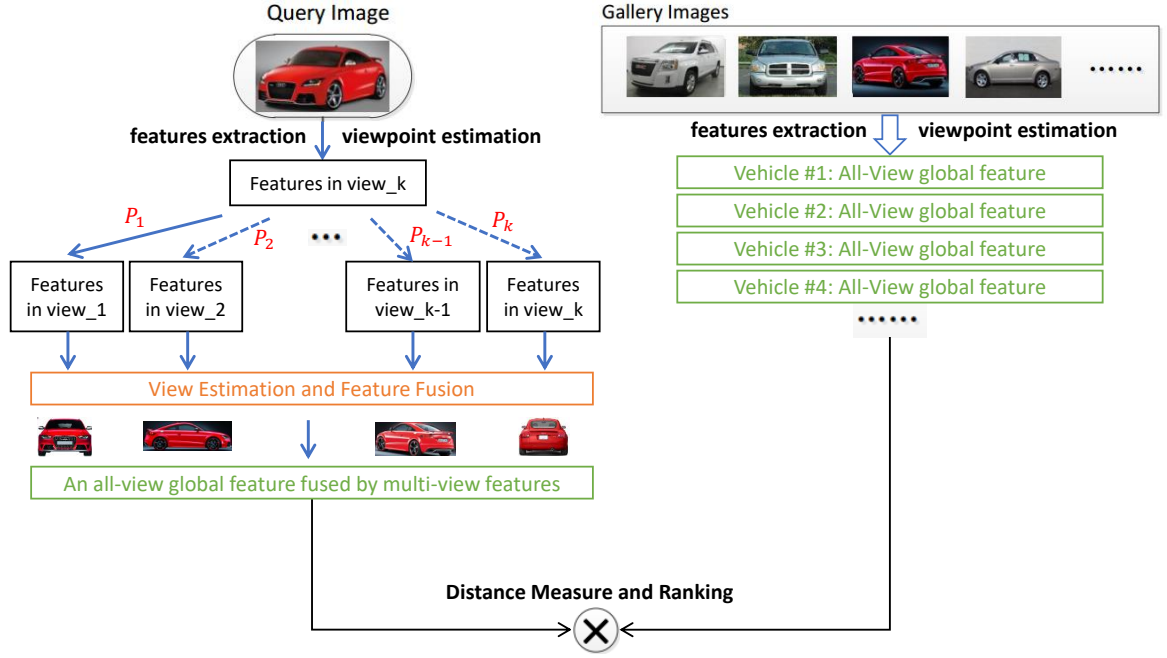 Query Image
features extraction viewpoint estimation
Features in view_k
P1
P2
...
Pk−1
Pk
Features
in view_1
Features
in view_2
Features in
view_k-1
Features
in view_k
View Estimation and Feature Fusion
An all-view global feature fused by multi-view features
Gallery Images
......
features extraction viewpoint estimation
Vehicle #1: All-View global feature
Vehicle #2: All-View global feature
Vehicle #3: All-View global feature
Vehicle #4: All-View global feature
......
Distance Measure and Ranking